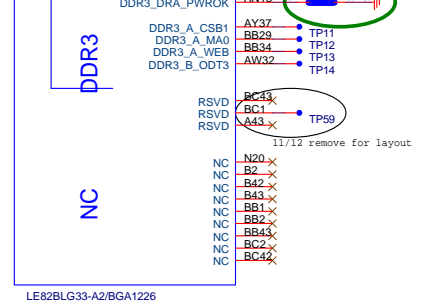 DDR3_DRA_PWROK
DDR3_A_CSB1 AY37 TP11
DDR3_A_MA0 BB29 TP12
DDR3_A_WEB BB34 TP13
DDR3_B_ODT3 AW32 TP14
DDR3
RSVD BC43
RSVD BC1 TP59
RSVD A43
11/12 remove for layout
NC N20
NC B2
NC B42
NC B43
NC BB1
NC BB2
NC BB43
NC BC2
NC BC42
NC
LE82BLG33-A2/BGA1226